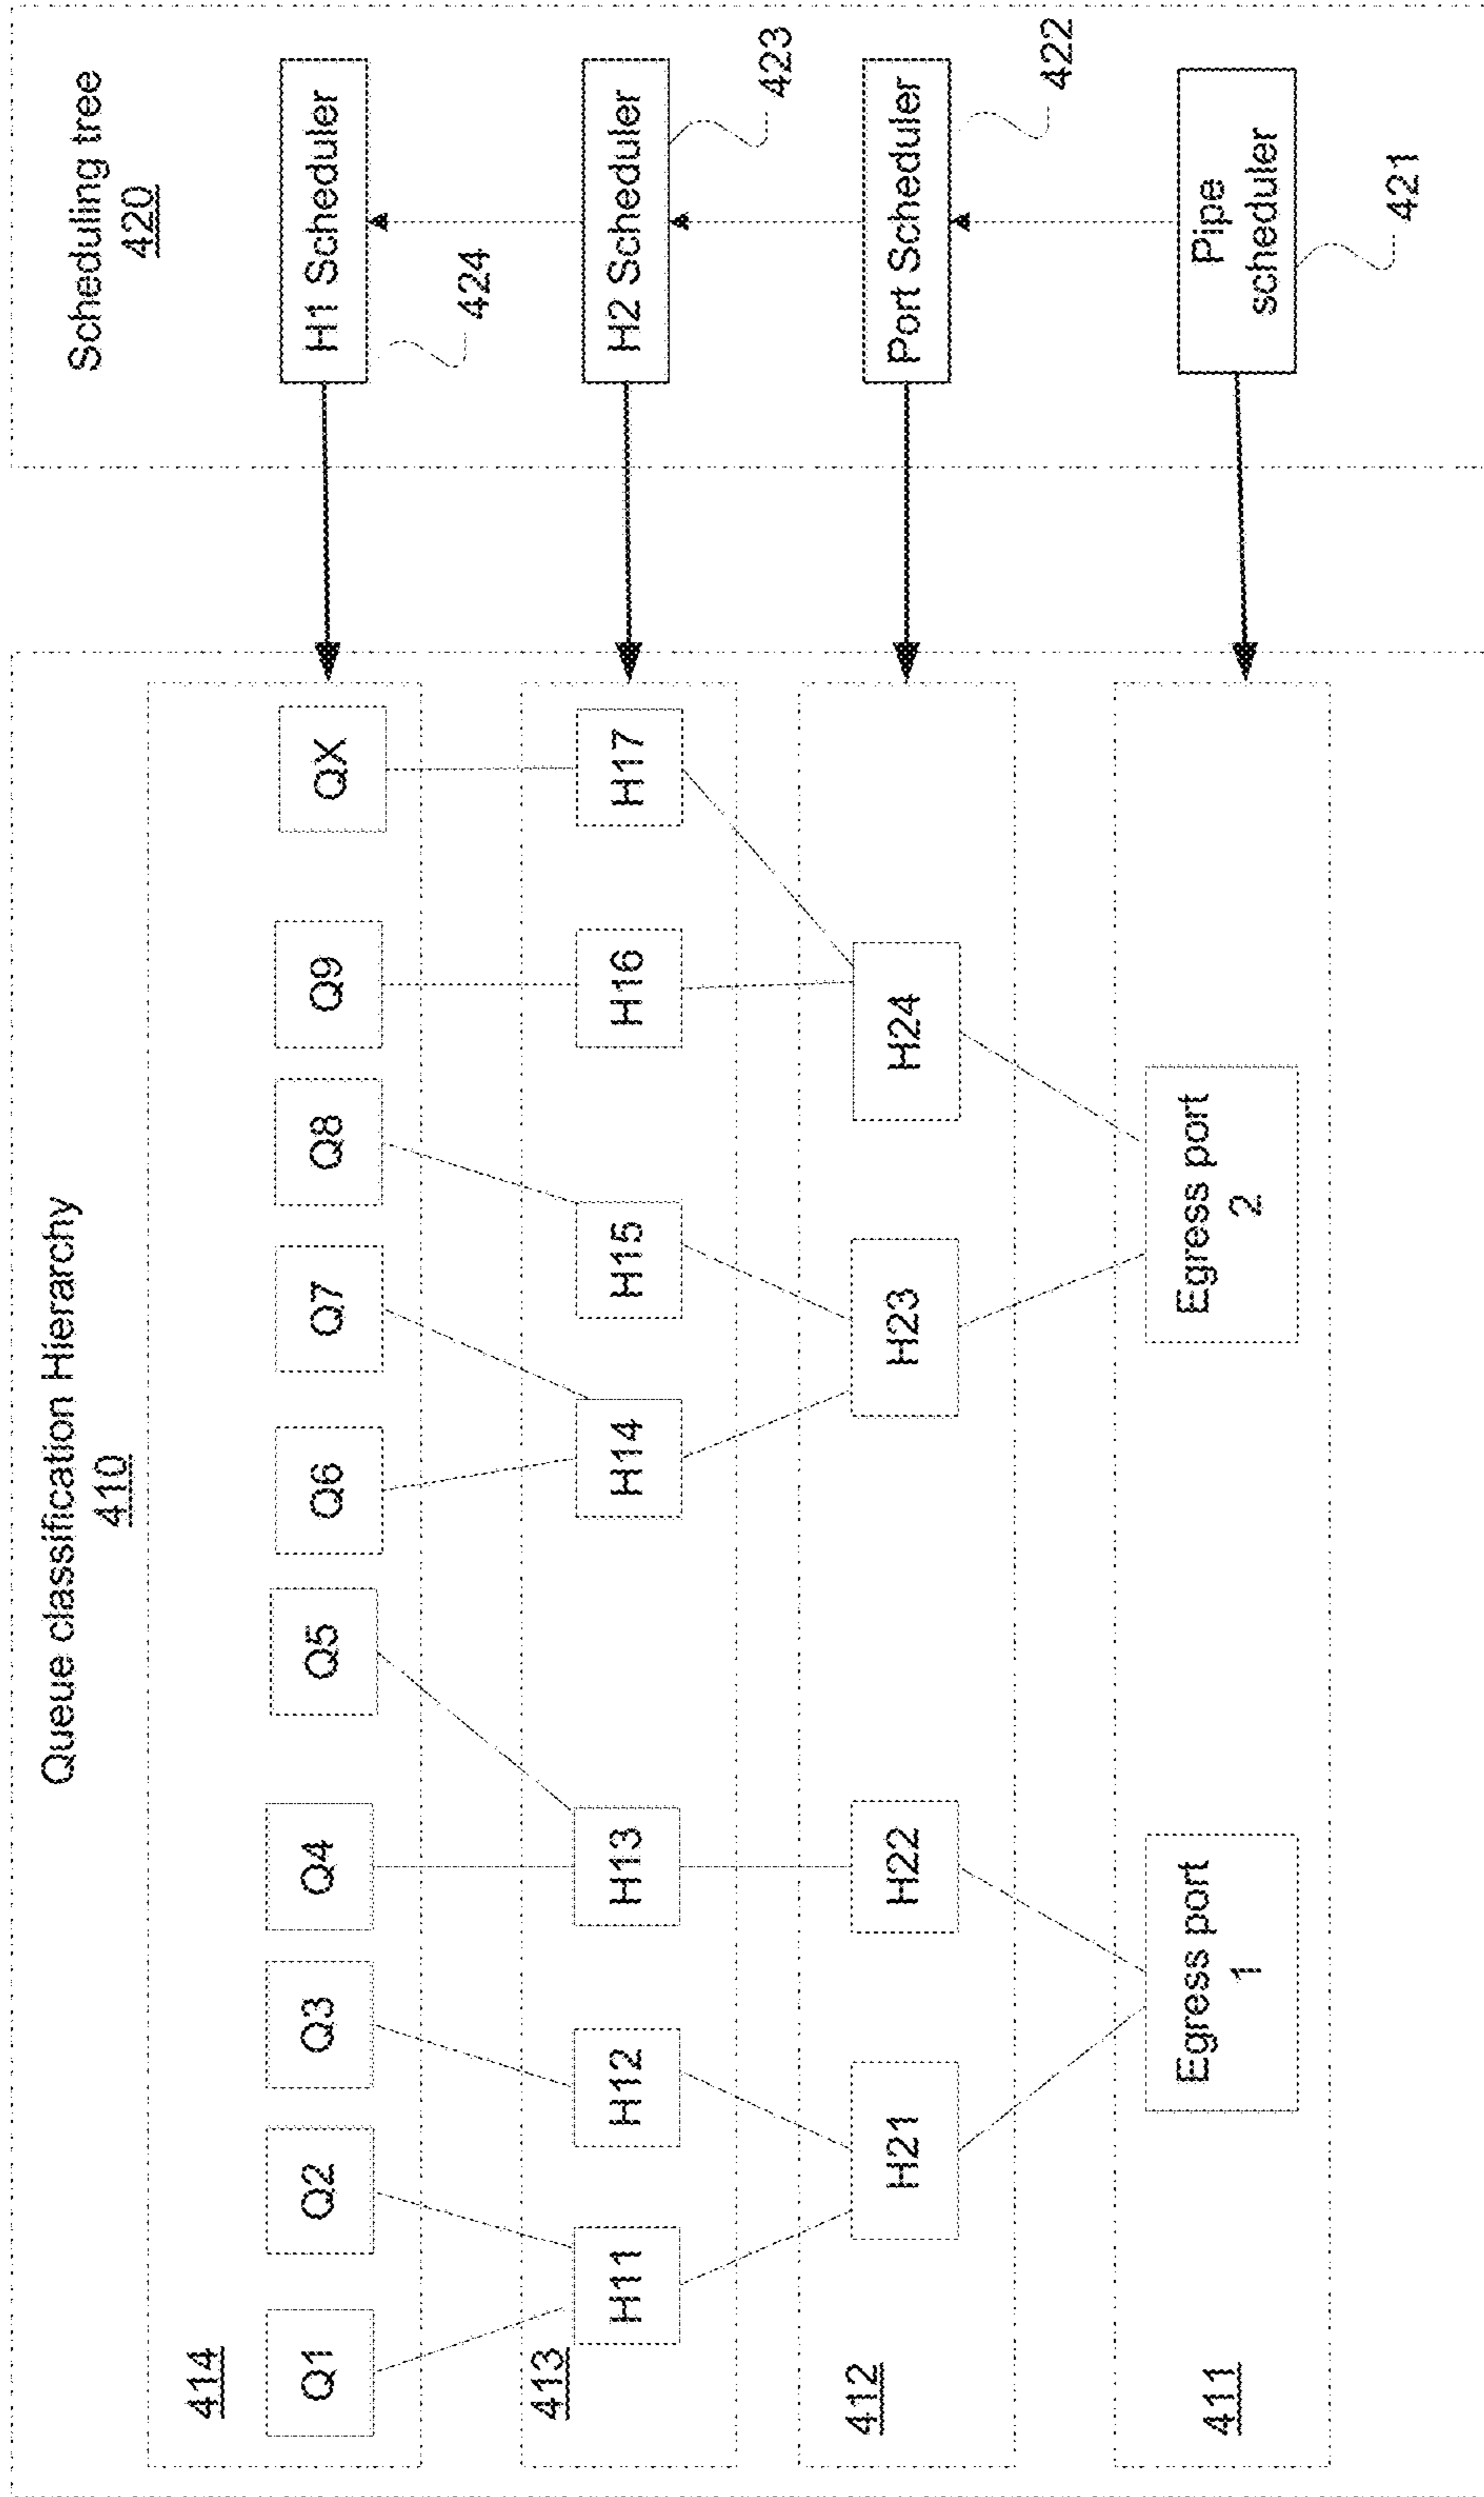 Queue classification Hierarchy
410
414
Q1
Q2
Q3
Q4
Q5
Q6
Q7
Q8
Q9
QX
413
H11
H12
H13
H14
H15
H16
H17
412
H21
H22
H23
H24
411
Egress port
1
Egress port
2
Scheduling tree
420
H1 Scheduler
424
H2 Scheduler
423
Port Scheduler
422
Pipe
scheduler
421